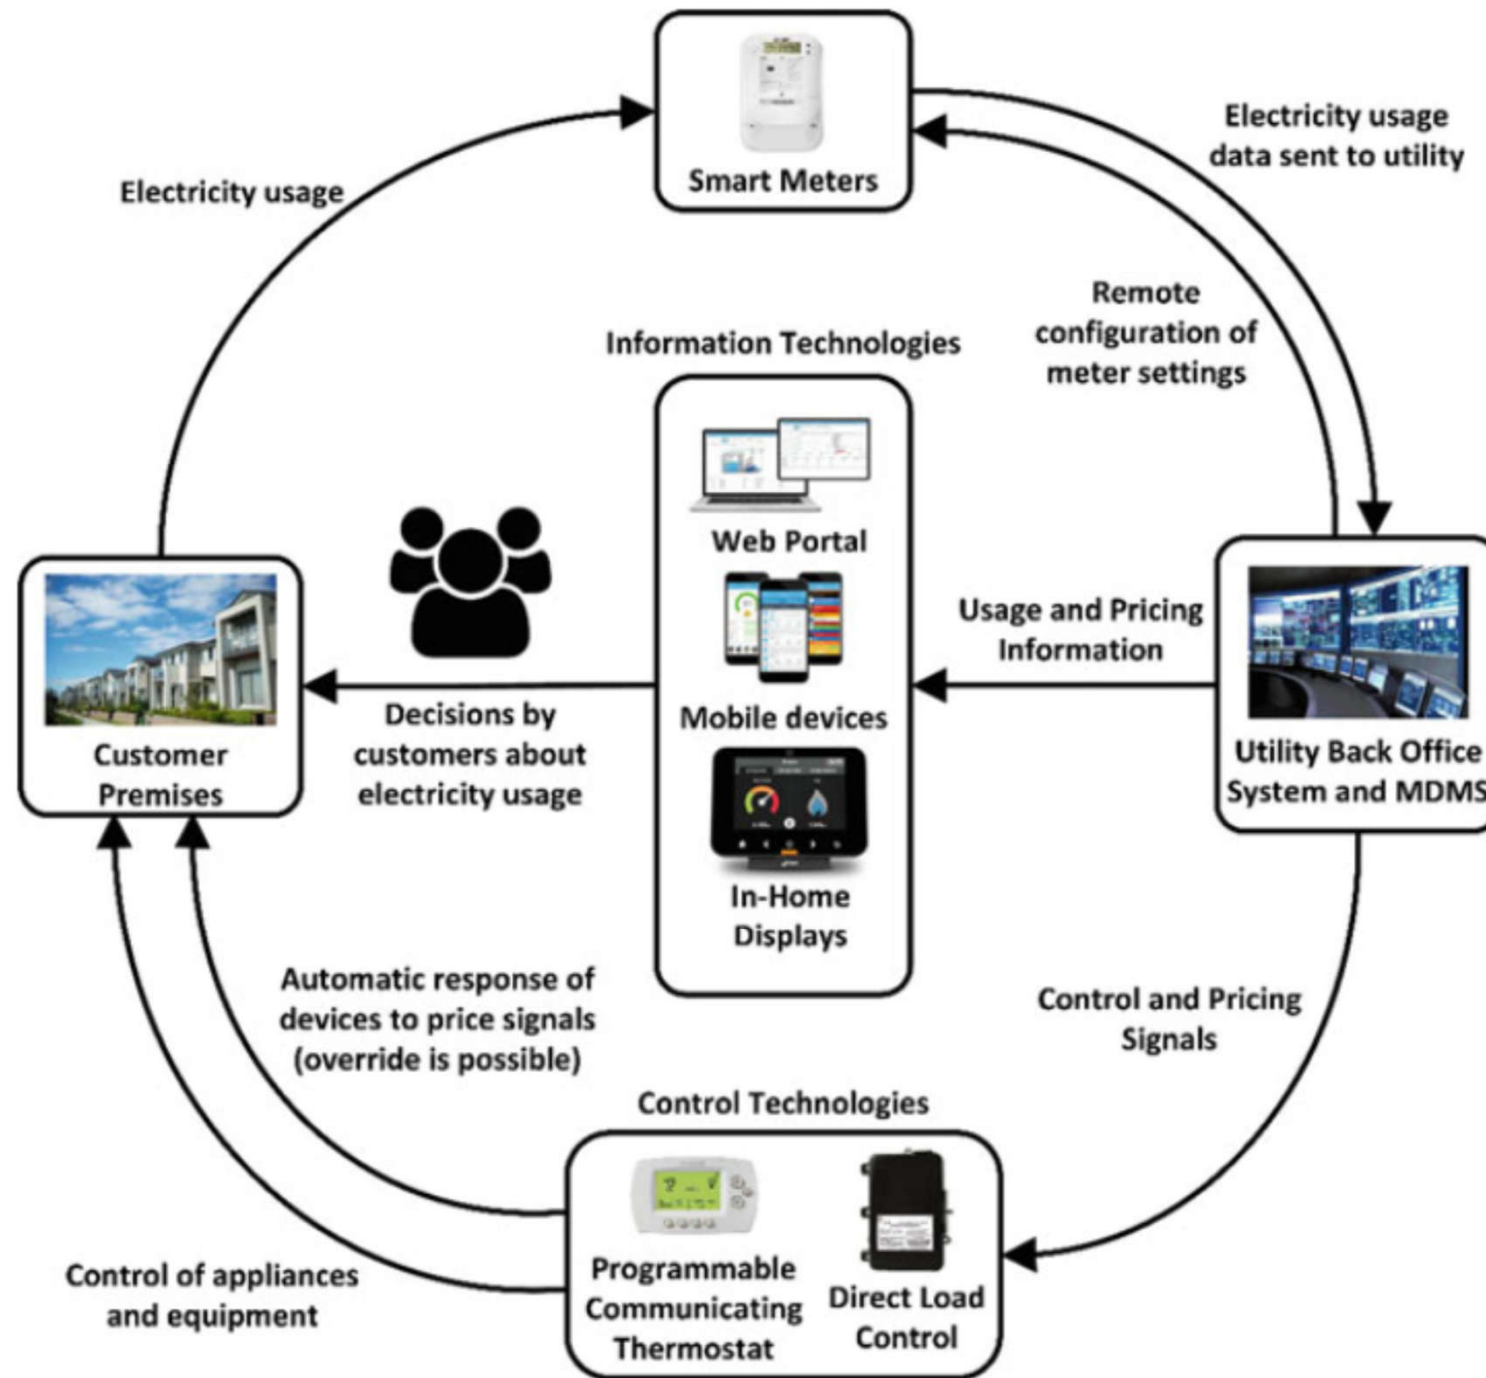 Smart Meters
Electricity usage
data sent to utility
Electricity usage
Remote
configuration of
meter settings
Information Technologies
Web Portal
Mobile devices
In-Home
Displays
Usage and Pricing
Information
Decisions by
customers about
electricity usage
Customer
Premises
Utility Back Office
System and MDMS
Automatic response of
devices to price signals
(override is possible)
Control and Pricing
Signals
Control Technologies
Programmable
Communicating
Thermostat
Direct Load
Control
Control of appliances
and equipment